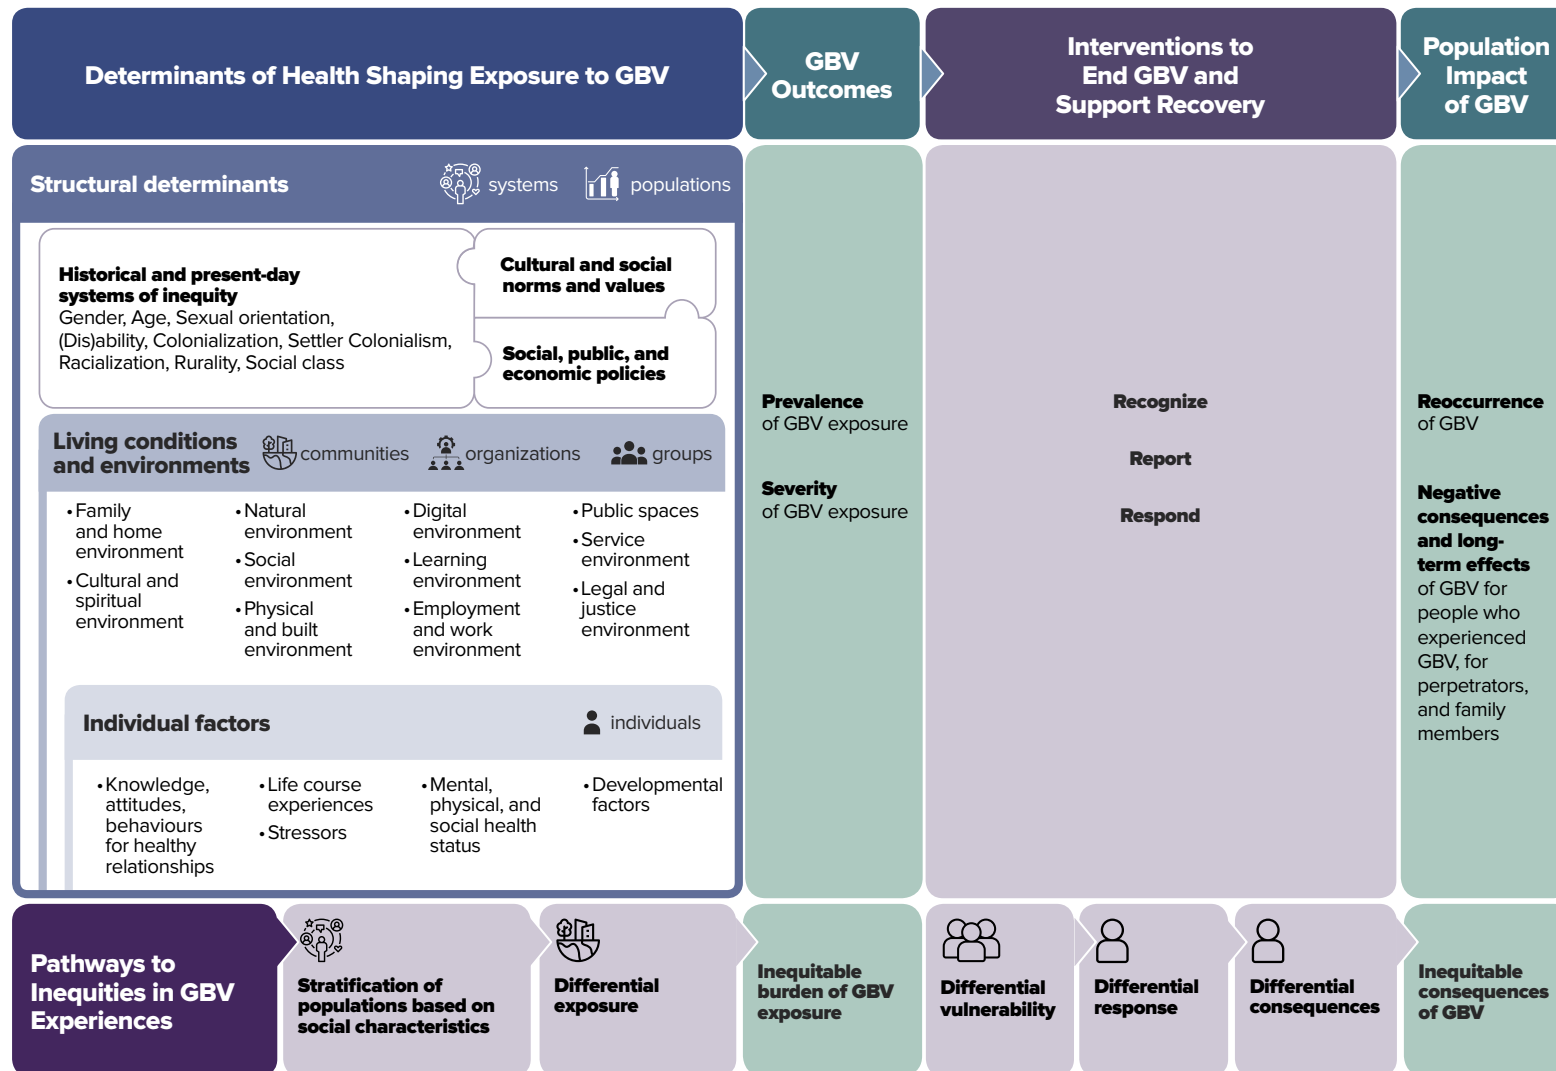 Determinants of Health Shaping Exposure to GBV
GBV
Outcomes
Interventions to
End GBV and
Support Recovery
Population
Impact
of GBV
Structural determinants
systems
populations
Historical and present-day
systems of inequity
Gender, Age, Sexual orientation,
(Dis)ability, Colonialization, Settler Colonialism,
Racialization, Rurality, Social class
Cultural and social
norms and values
Social, public, and
economic policies
Living conditions
and environments
communities
organizations
groups
• Family
and home
environment
• Cultural and
spiritual
environment
• Natural
environment
• Social
environment
• Physical
and built
environment
• Digital
environment
• Learning
environment
• Employment
and work
environment
• Public spaces
• Service
environment
• Legal and
justice
environment
Individual factors
individuals
• Knowledge,
attitudes,
behaviours
for healthy
relationships
• Life course
experiences
• Stressors
• Mental,
physical, and
social health
status
• Developmental
factors
Prevalence
of GBV exposure
Severity
of GBV exposure
Recognize
Report
Respond
Reoccurrence
of GBV
Negative
consequences
and long-
term effects
of GBV for
people who
experienced
GBV, for
perpetrators,
and family
members
Pathways to
Inequities in GBV
Experiences
Stratification of
populations based on
social characteristics
Differential
exposure
Inequitable
burden of GBV
exposure
Differential
vulnerability
Differential
response
Differential
consequences
Inequitable
consequences
of GBV